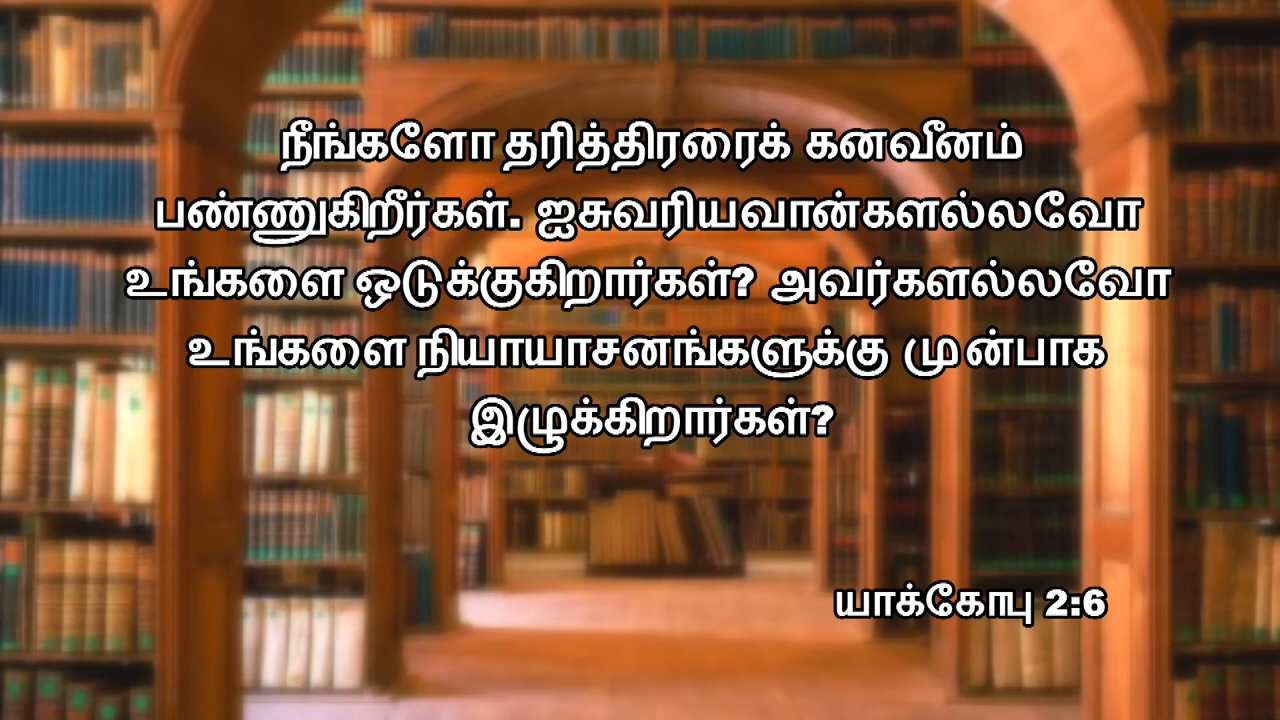 நீங்களோ தரித்திரரைக் கனவீனம்
பண்ணுகிறீர்கள். ஐசுவரியவான்களல்லவோ
உங்களை ஒடுக்குகிறார்கள்? அவர்களல்லவோ
உங்களை நியாயாசனங்களுக்கு முன்பாக
இழுக்கிறார்கள்?
யாக்கோபு 2:6